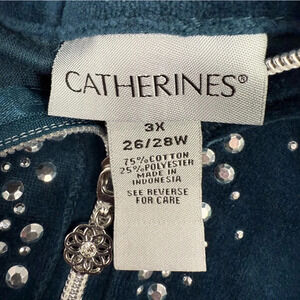 CATHERINES®
3X
26/28W
75% COTTON
25% POLYESTER
MADE IN
INDONESIA
SEE REVERSE
FOR CARE